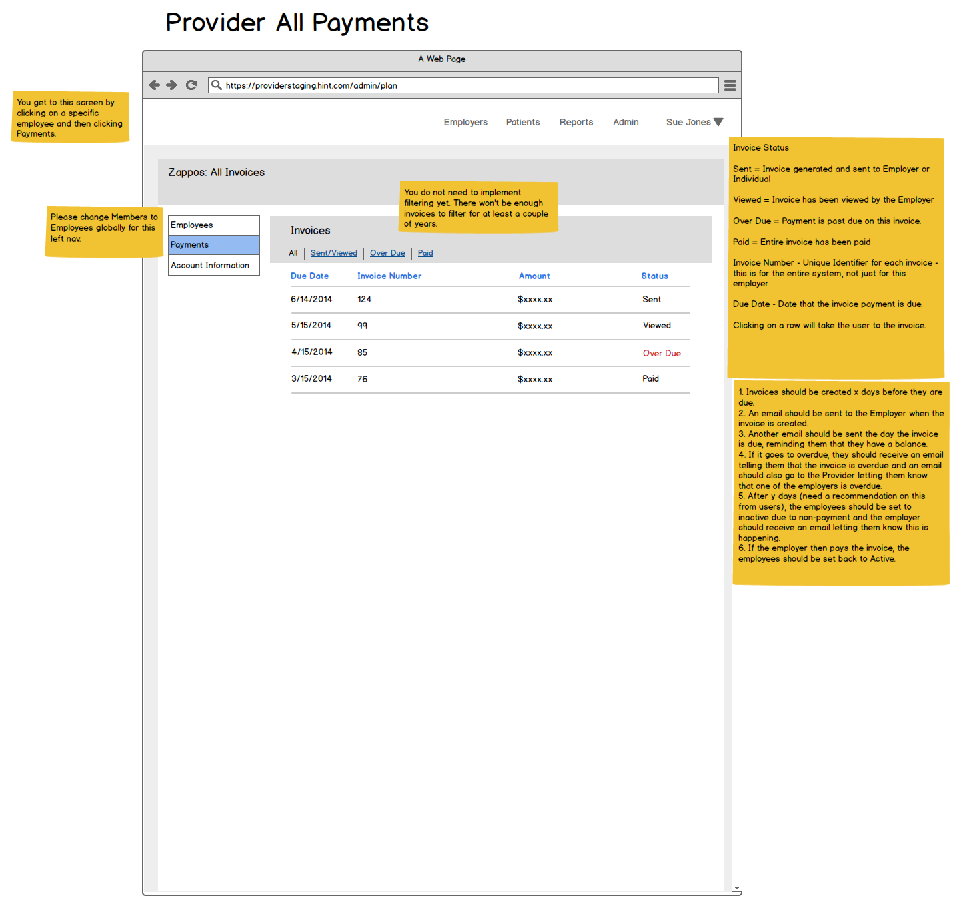 Provider All Payments
A Web Page
https://providerstaging.hint.com/admin/plan
You get to this screen by
clicking on a specific
employee and then clicking
Payments.
Employers Patients Reports Admin Sue Jones
Zappos: All Invoices
You do not need to implement
filtering yet. There won't be enough
invoices to filter for at least a couple
of years.
Please change Members to
Employees globally for this
left nav.
Employees
Payments
Account Information
Invoices
All Sent/Viewed Over Due Paid
Due Date Invoice Number Amount Status
6/14/2014 124 $xxxx.xx Sent
5/15/2014 99 $xxxx.xx Viewed
4/15/2014 85 $xxxx.xx Over Due
3/15/2014 76 $xxxx.xx Paid
Invoice Status
Sent = Invoice generated and sent to Employer or
Individual
Viewed = Invoice has been viewed by the Employer
Over Due = Payment is past due on this invoice.
Paid = Entire invoice has been paid
Invoice Number - Unique Identifier for each invoice -
this is for the entire system, not just for this
employer
Due Date - Date that the invoice payment is due
Clicking on a row will take the user to the invoice.
1. Invoices should be created x days before they are
due.
2. An email should be sent to the Employer when the
invoice is created.
3. Another email should be sent the day the invoice
is due, reminding them that they have a balance.
4. If it goes to overdue, they should receive an email
telling them that the invoice is overdue and an email
should also go to the Provider letting them know
that one of the employers is overdue.
5. After y days (need a recommendation on this
from users), the employees should be set to
inactive due to non-payment and the employer
should receive an email letting them know this is
happening.
6. If the employer then pays the invoice, the
employees should be set back to Active.